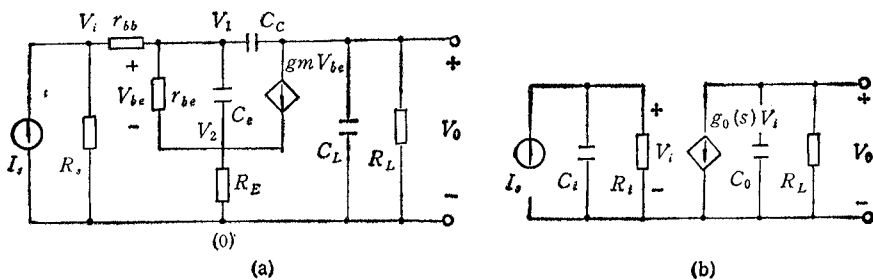 V_i r_bb V_1 C_C
+ gm V_be +
V_be r_be C_e
- V_2
I_s R_s R_E C_L R_L V_0
-
(0)
(a)
g_0(s)V_i
+ +
I_s C_i R_i V_i C_0 R_L V_0
- -
(b)